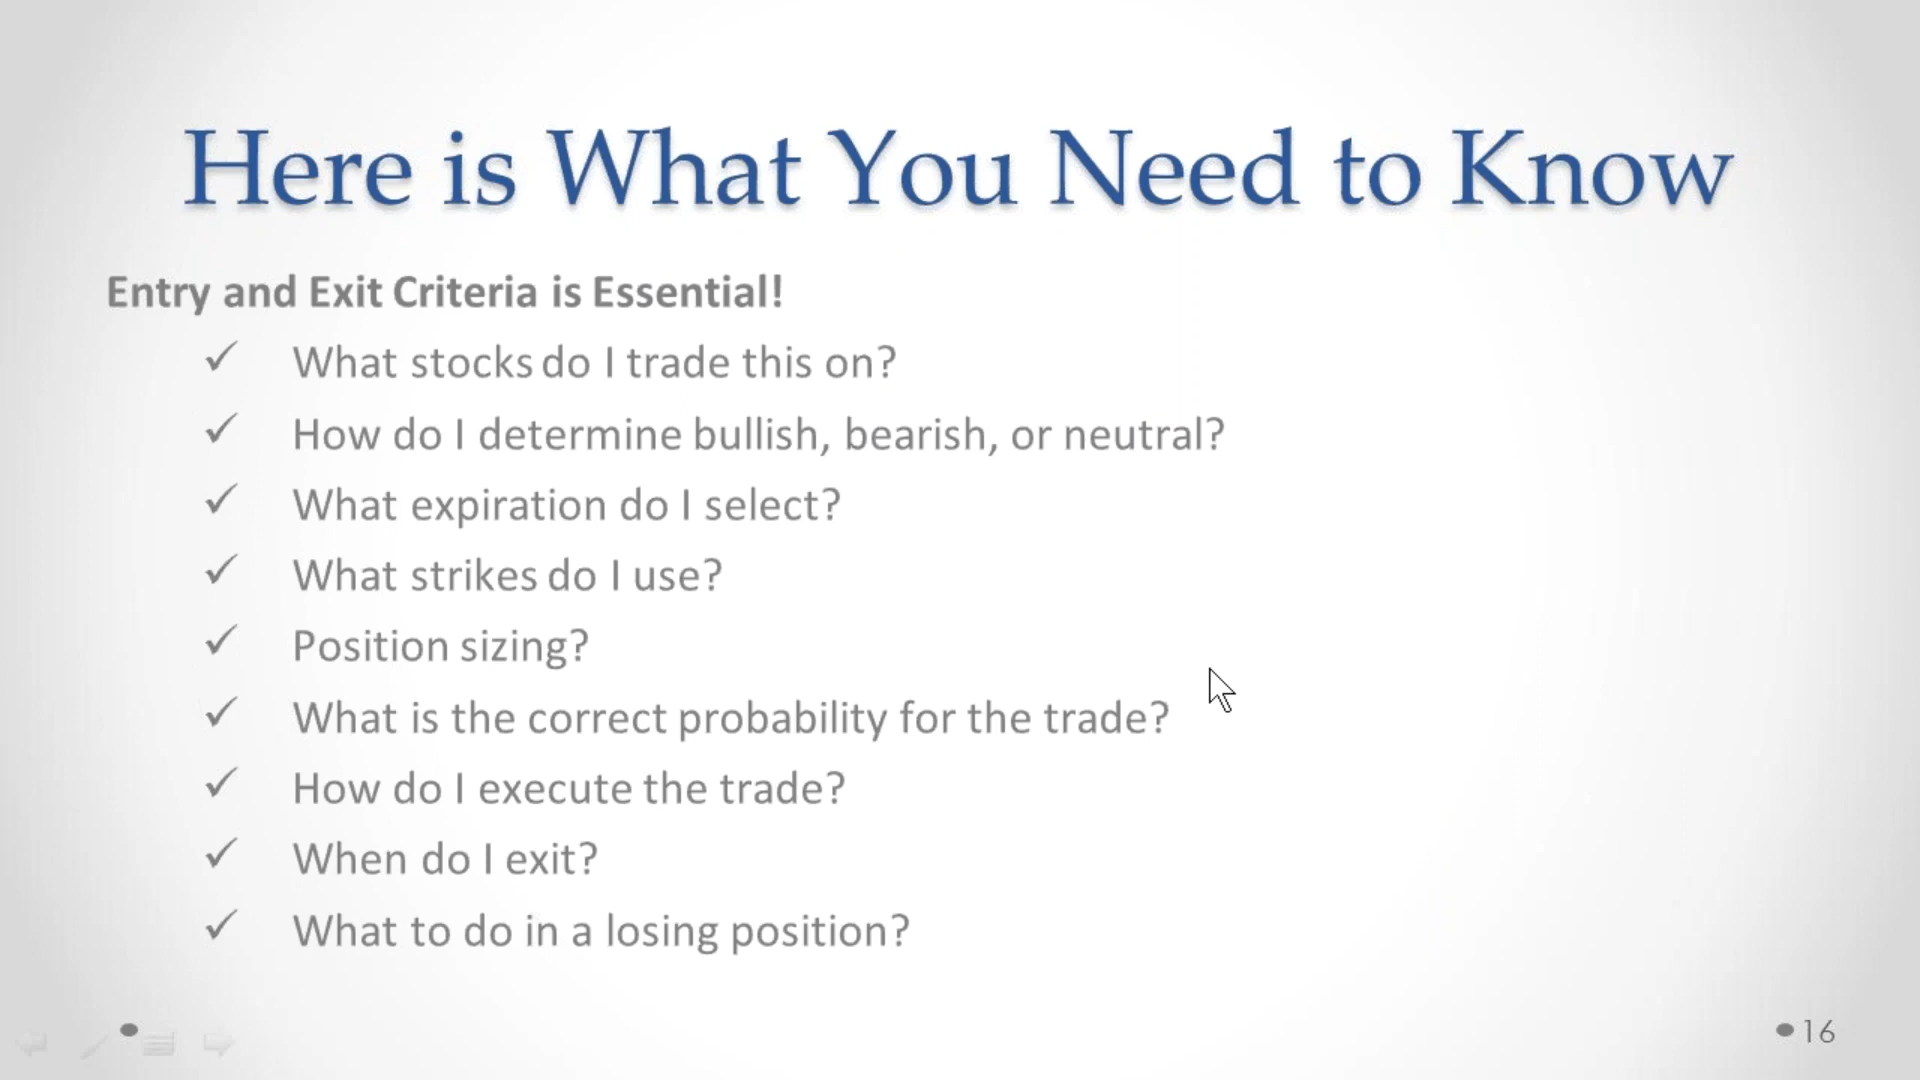 Here is What You Need to Know
Entry and Exit Criteria is Essential!
What stocks do I trade this on?
How do I determine bullish, bearish, or neutral?
What expiration do I select?
What strikes do I use?
Position sizing?
What is the correct probability for the trade?
How do I execute the trade?
When do I exit?
What to do in a losing position?
16